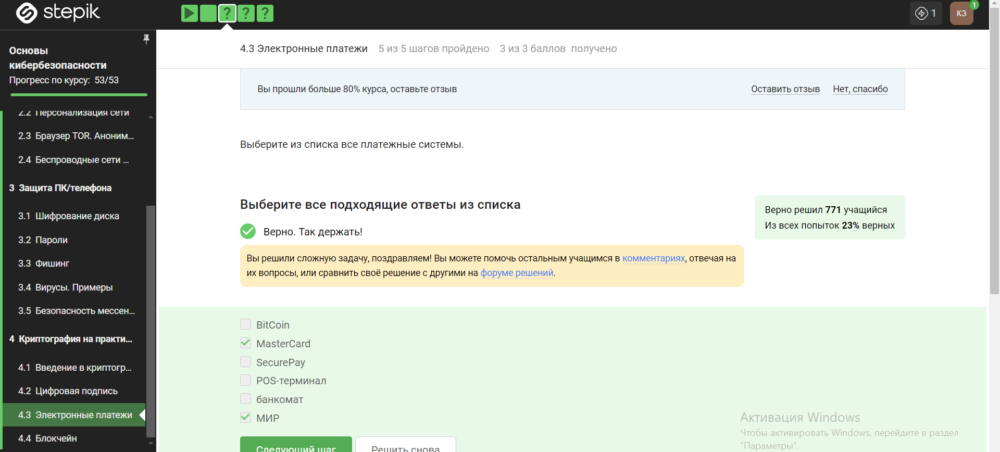 stepik
?
?
?
1
КЗ
1
Основы
кибербезопасности
Прогресс по курсу: 53/53
2.2 Персонализация сети
2.3 Браузер TOR. Аноним...
2.4 Беспроводные сети ...
3 Защита ПК/телефона
3.1 Шифрование диска
3.2 Пароли
3.3 Фишинг
3.4 Вирусы. Примеры
3.5 Безопасность мессен...
4 Криптография на практи...
4.1 Введение в криптогр...
4.2 Цифровая подпись
4.3 Электронные платежи
4.4 Блокчейн
4.3 Электронные платежи 5 из 5 шагов пройдено 3 из 3 баллов получено
Вы прошли больше 80% курса, оставьте отзыв Оставить отзыв Нет, спасибо
Выберите из списка все платежные системы.
Выберите все подходящие ответы из списка
Верно решил 771 учащийся
Из всех попыток 23% верных
Верно. Так держать!
Вы решили сложную задачу, поздравляем! Вы можете помочь остальным учащимся в комментариях, отвечая на
их вопросы, или сравнить своё решение с другими на форуме решений.
BitCoin
MasterCard
SecurePay
POS-терминал
банкомат
МИР
Следующий шаг Решить снова
Активация Windows
Чтобы активировать Windows, перейдите в раздел
"Параметры".